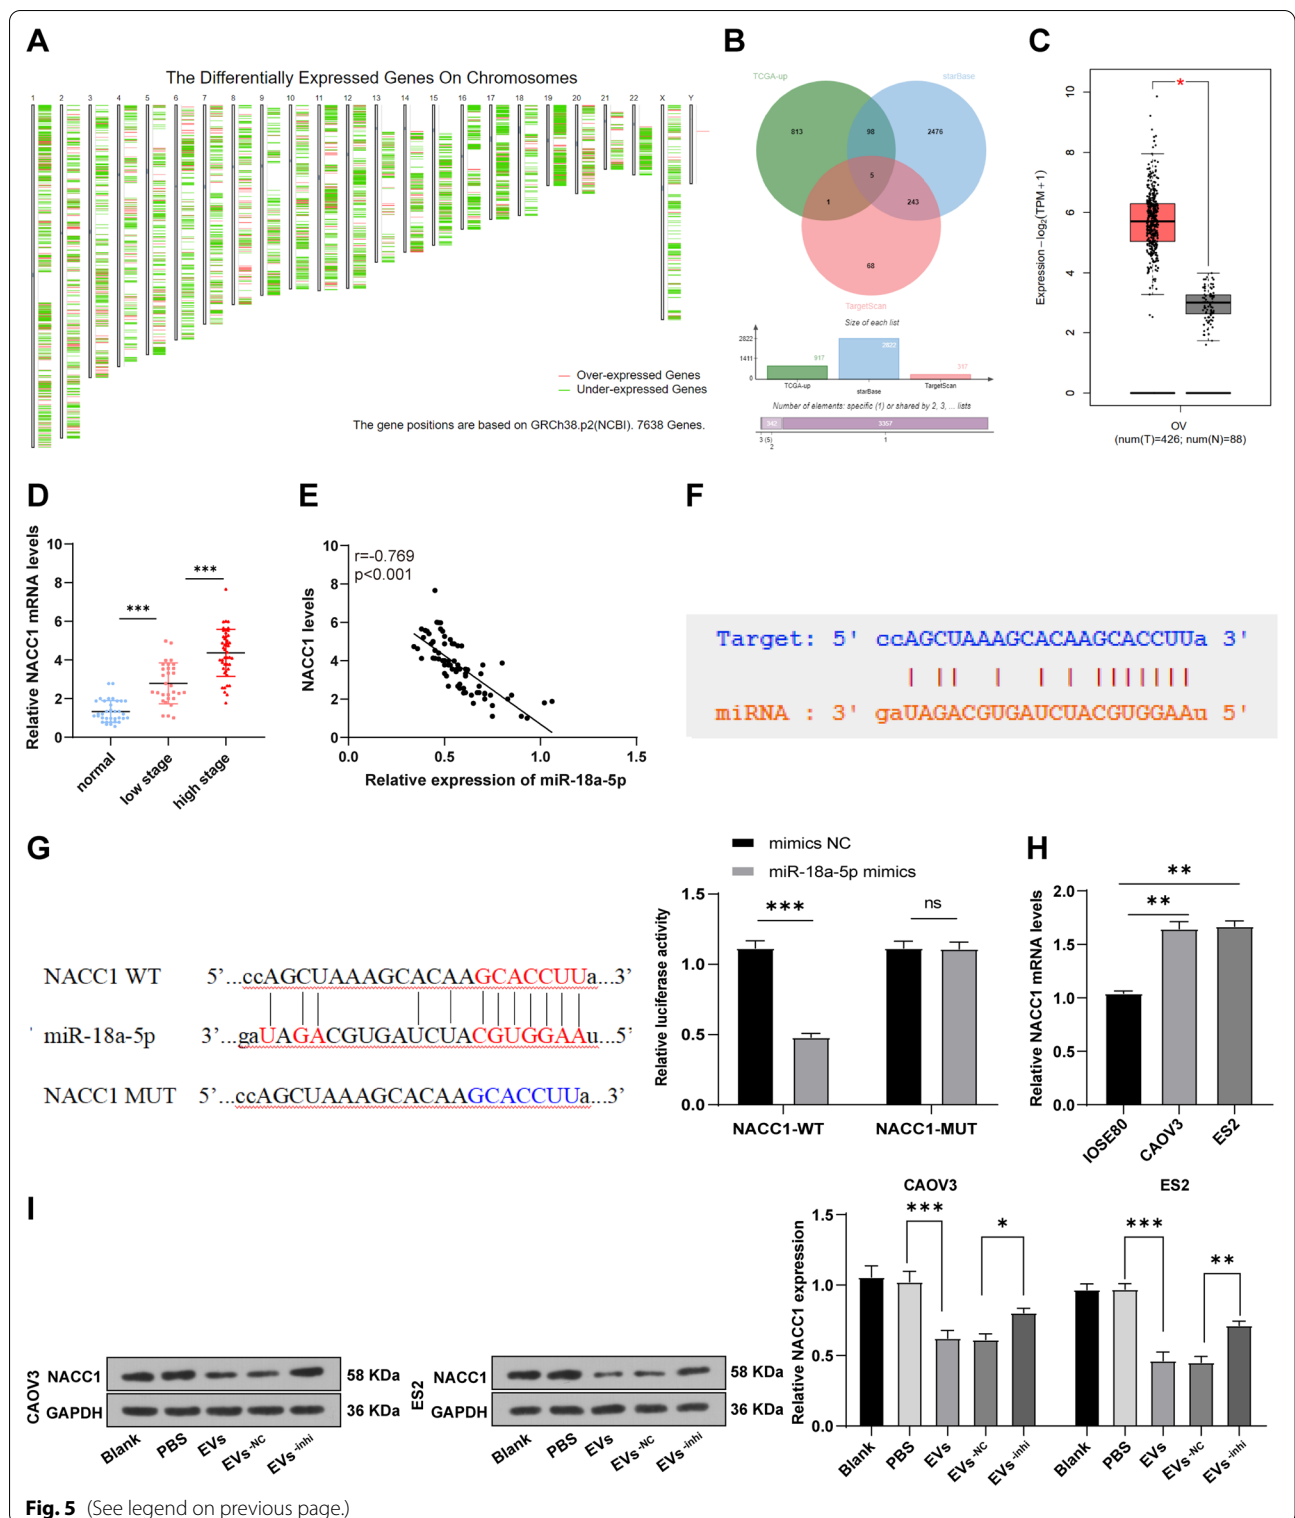 A
The Differentially Expressed Genes On Chromosomes
1 2 3 4 5 6 7 8 9 10 11 12 13 14 15 16 17 18 19 20 21 22 X Y
Over-expressed Genes
Under-expressed Genes
The gene positions are based on GRCh38.p2(NCBI). 7638 Genes.
B
TCGA-up
starBase
813
98
2476
5
1
243
68
TargetScan
Size of each list
2822
1411
0
917
2822
317
TCGA-up
starBase
TargetScan
Number of elements: specific (1) or shared by 2, 3, ... lists
342
3357
3 (5)
2
1
C
*
Expression – log2(TPM + 1)
10
8
6
4
2
0
OV
(num(T)=426; num(N)=88)
D
Relative NACC1 mRNA levels
10
8
6
4
2
0
***
***
normal
low stage
high stage
E
NACC1 levels
10
8
6
4
2
0
r=-0.769
p<0.001
0.0 0.5 1.0 1.5
Relative expression of miR-18a-5p
F
Target: 5' ccAGCUAAAGCACAAGCACCUUa 3'
miRNA : 3' gaUAGACGUGAUCUACGUGGAAu 5'
G
NACC1 WT 5’...ccAGCUAAAGCACAAGCACCUUa...3’
miR-18a-5p 3’...gaUAGACGUGAUCUACGUGGAAu...5’
NACC1 MUT 5’...ccAGCUAAAGCACAAGCACCUUa...3’
mimics NC
miR-18a-5p mimics
Relative luciferase activity
1.5
1.0
0.5
0.0
***
ns
NACC1-WT
NACC1-MUT
H
Relative NACC1 mRNA levels
2.0
1.5
1.0
0.5
0.0
**
**
IOSE80
CAOV3
ES2
I
CAOV3
NACC1
58 KDa
GAPDH
36 KDa
Blank
PBS
EVs
EVs-NC
EVs-inhi
ES2
NACC1
58 KDa
GAPDH
36 KDa
Blank
PBS
EVs
EVs-NC
EVs-inhi
Relative NACC1 expression
1.5
1.0
0.5
0.0
CAOV3
***
*
ES2
***
**
Blank
PBS
EVs
EVs-NC
EVs-inhi
Blank
PBS
EVs
EVs-NC
EVs-inhi
Fig. 5 (See legend on previous page.)